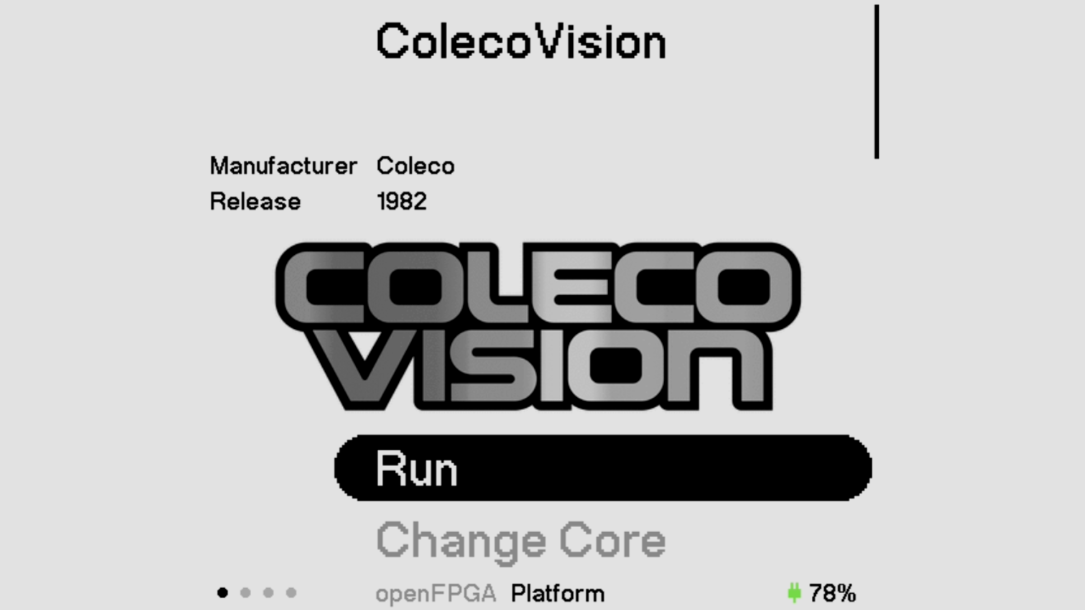 ColecoVision
Manufacturer Coleco
Release 1982
COLECO
VISION
Run
Change Core
openFPGA Platform 78%